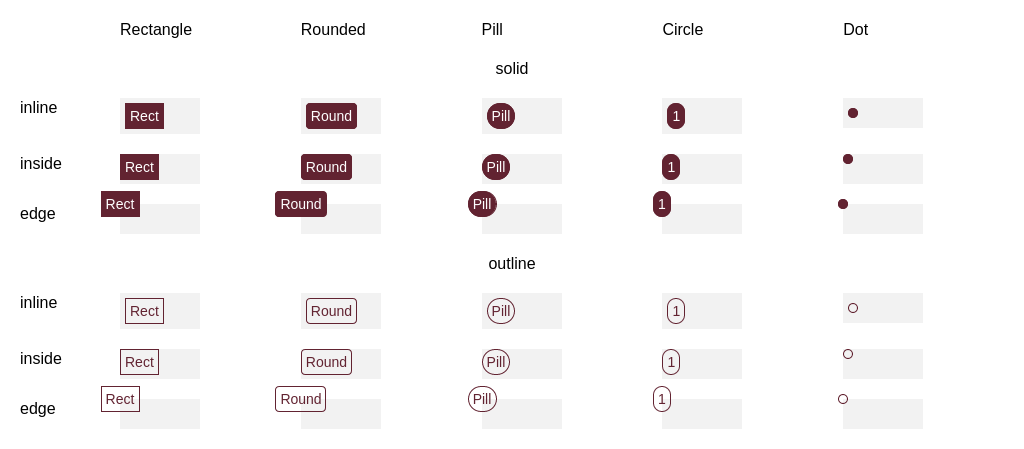 Rectangle Rounded Pill Circle Dot
solid
inline Rect Round Pill 1
inside Rect Round Pill 1
edge Rect Round Pill 1
outline
inline Rect Round Pill 1
inside Rect Round Pill 1
edge Rect Round Pill 1